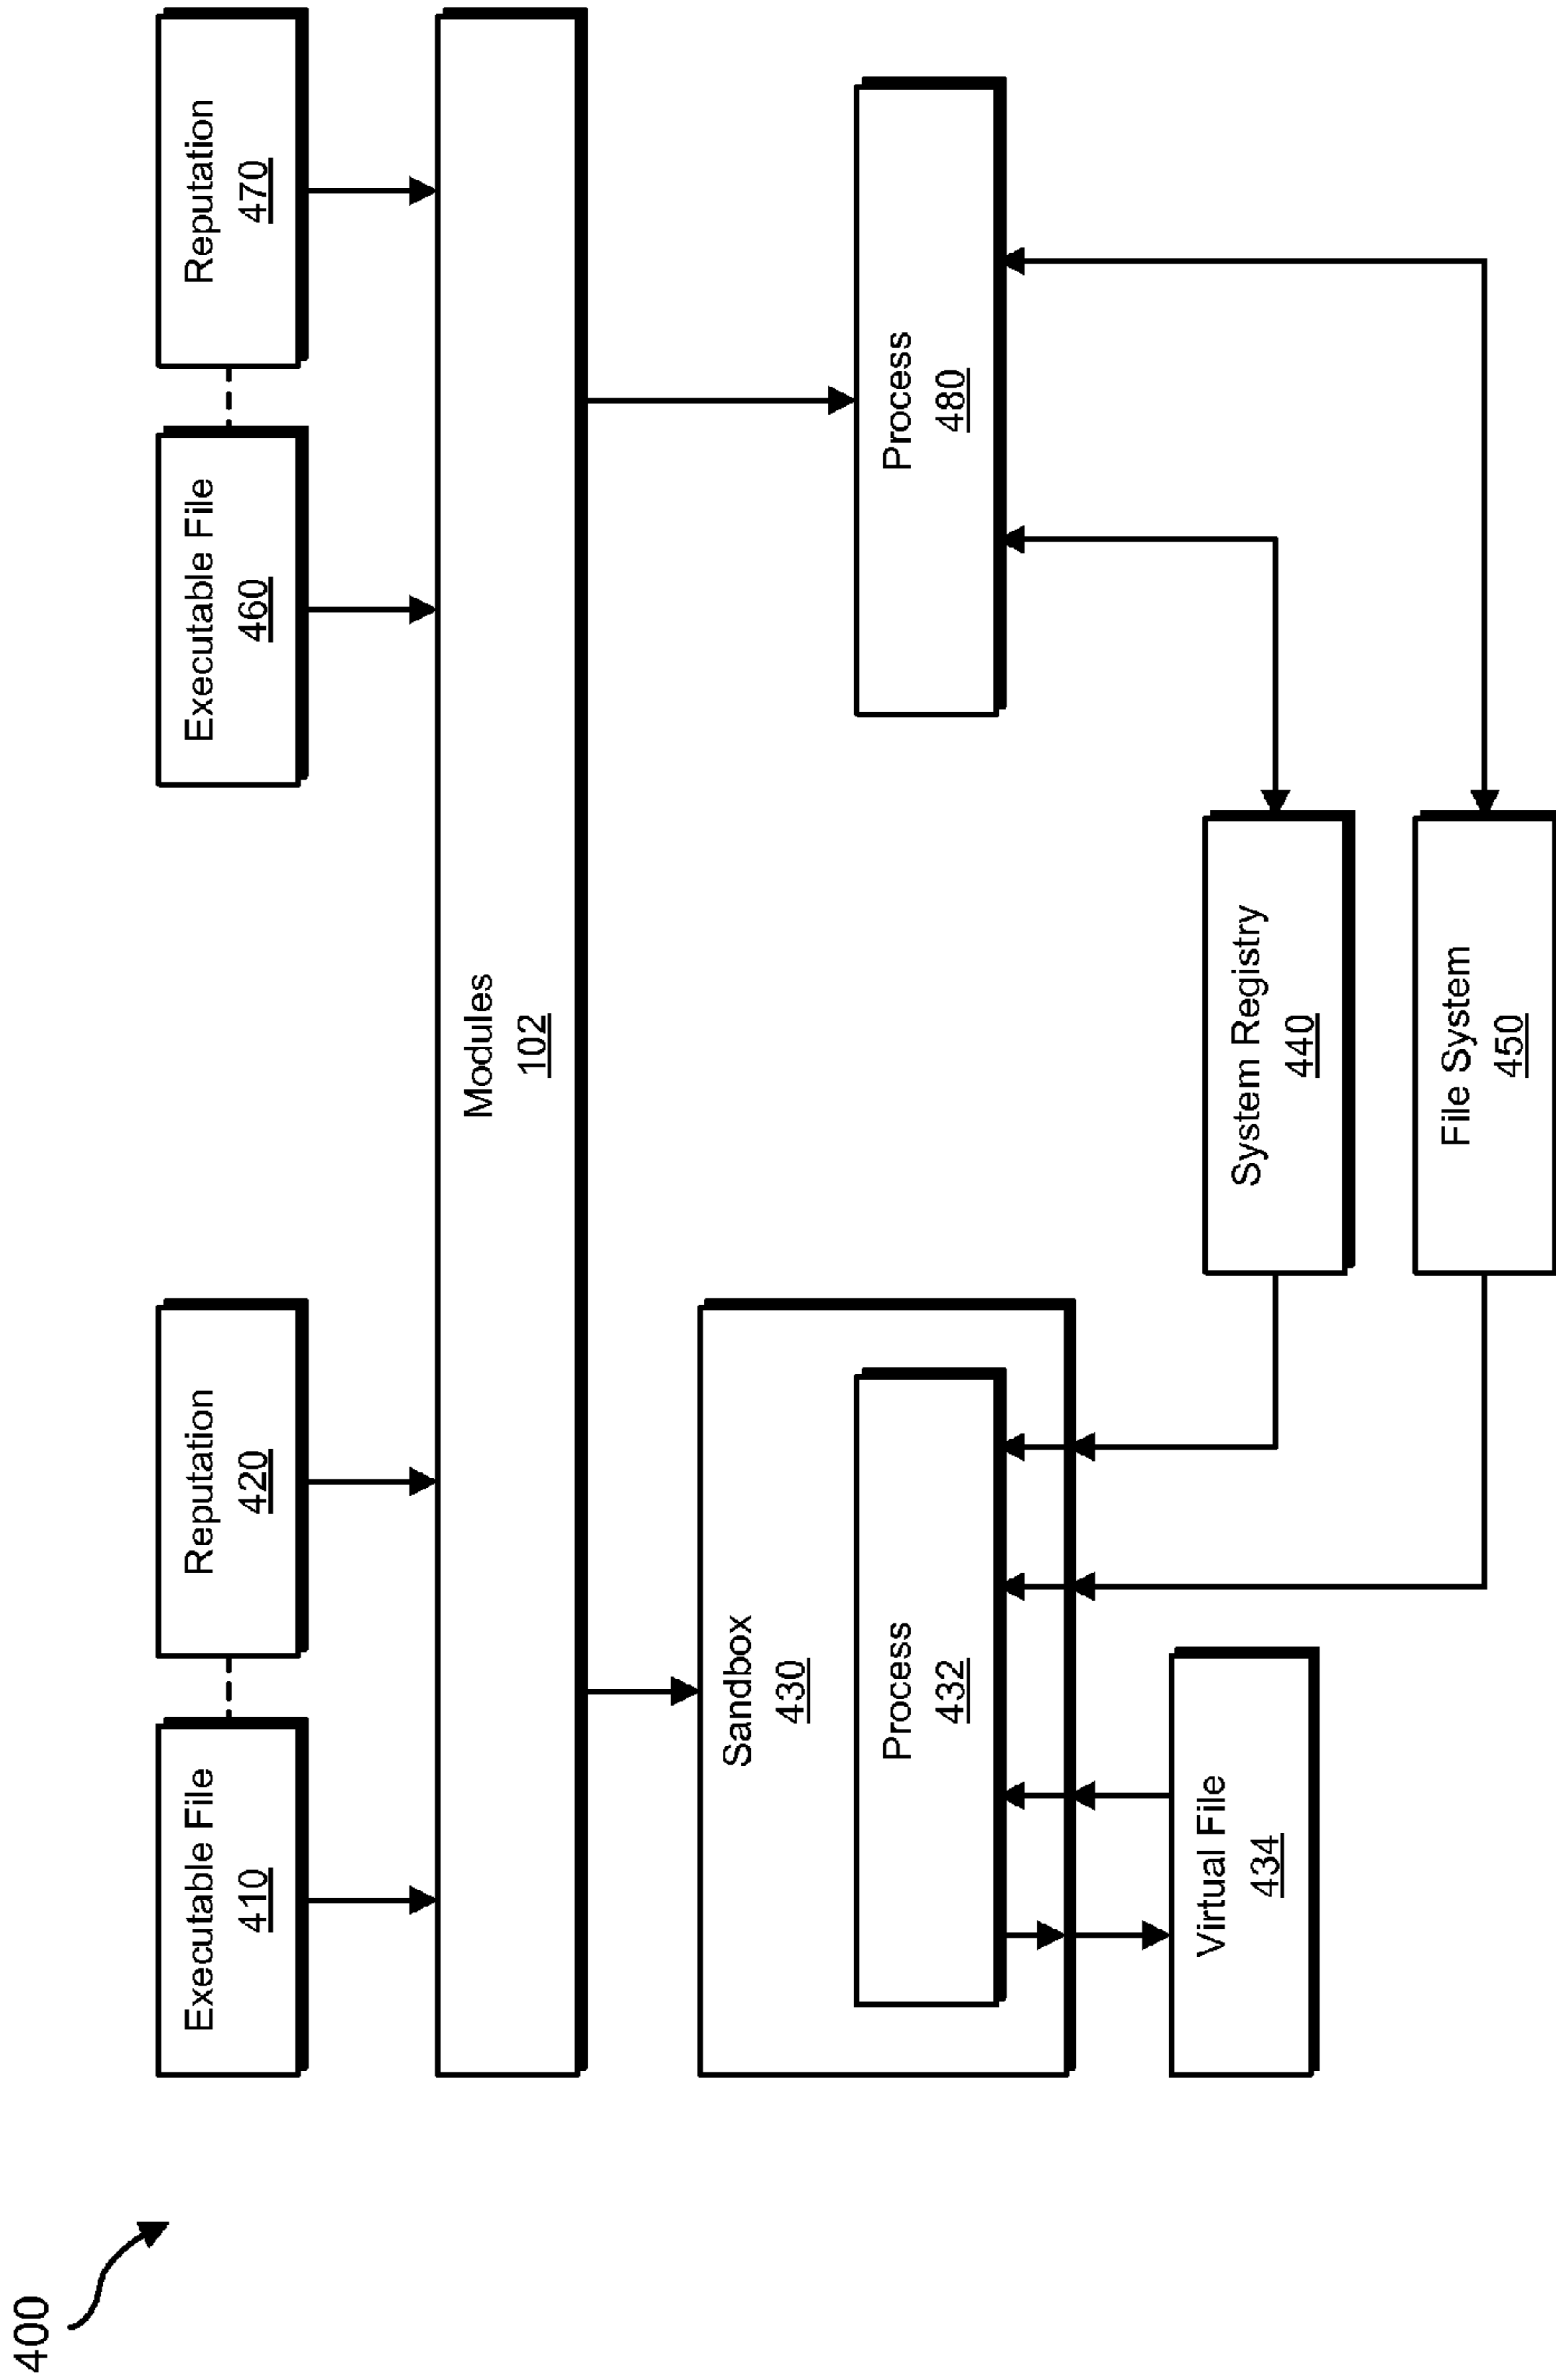 400
Executable File
410
Reputation
420
Executable File
460
Reputation
470
Modules
102
Sandbox
430
Process
432
Process
480
Virtual File
434
System Registry
440
File System
450